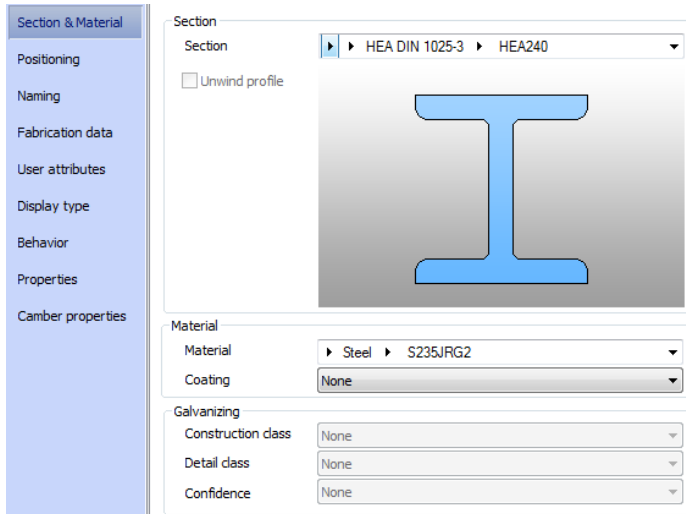 Section & Material
Positioning
Naming
Fabrication data
User attributes
Display type
Behavior
Properties
Camber properties
Section
Section HEA DIN 1025-3 HEA240
Unwind profile
Material
Material Steel S235JRG2
Coating None
Galvanizing
Construction class None
Detail class None
Confidence None